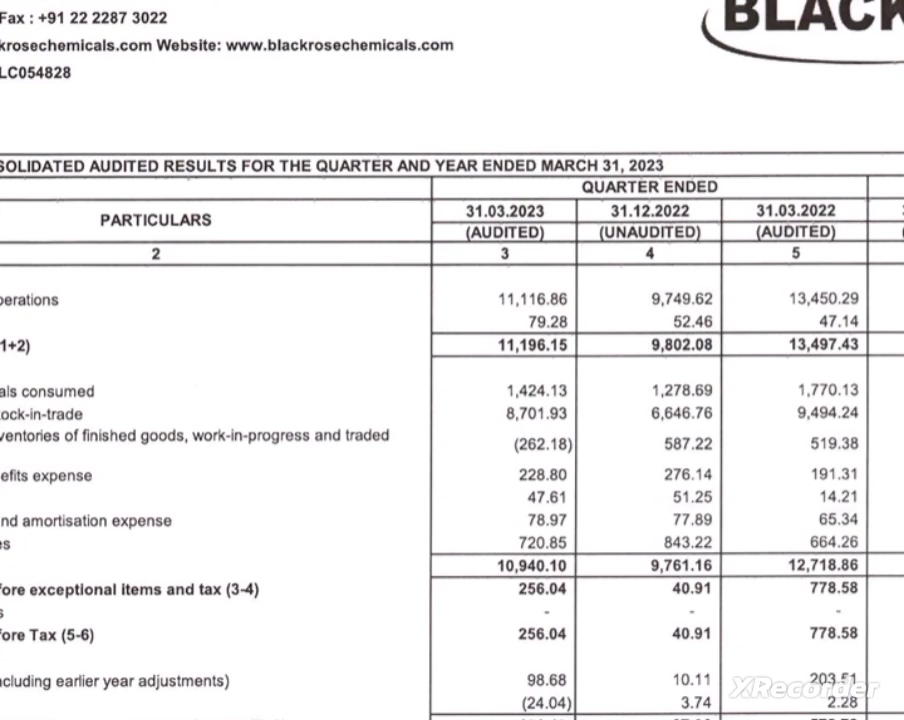 Fax : +91 22 2287 3022
krosechemicals.com Website: www.blackrosechemicals.com
LC054828
BLACK
SOLIDATED AUDITED RESULTS FOR THE QUARTER AND YEAR ENDED MARCH 31, 2023
QUARTER ENDED
PARTICULARS 31.03.2023 31.12.2022 31.03.2022
(AUDITED) (UNAUDITED) (AUDITED)
2 3 4 5
perations 11,116.86 9,749.62 13,450.29
79.28 52.46 47.14
1+2) 11,196.15 9,802.08 13,497.43
als consumed 1,424.13 1,278.69 1,770.13
ock-in-trade 8,701.93 6,646.76 9,494.24
ventories of finished goods, work-in-progress and traded
(262.18) 587.22 519.38
efits expense 228.80 276.14 191.31
47.61 51.25 14.21
nd amortisation expense 78.97 77.89 65.34
es 720.85 843.22 664.26
10,940.10 9,761.16 12,718.86
ore exceptional items and tax (3-4) 256.04 40.91 778.58
s - - -
ore Tax (5-6) 256.04 40.91 778.58
ncluding earlier year adjustments) 98.68 10.11 203.51
(24.04) 3.74 2.28
XRecorder